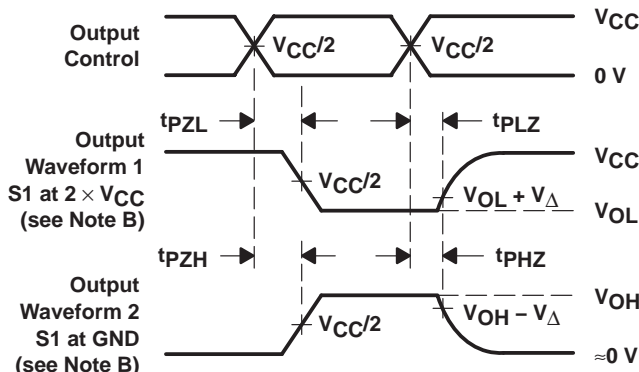 Output
Control
VCC/2
VCC/2
VCC
0 V
tPZL
tPLZ
Output
Waveform 1
S1 at 2 × VCC
(see Note B)
VCC/2
VCC
VOL + VΔ
VOL
tPZH
tPHZ
Output
Waveform 2
S1 at GND
(see Note B)
VCC/2
VOH
VOH − VΔ
≈0 V